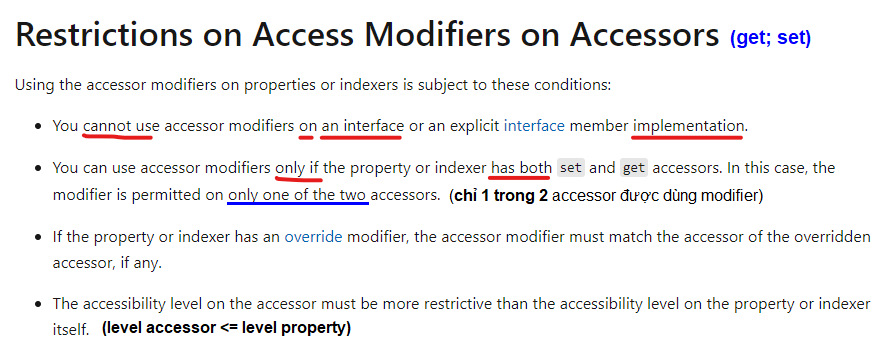 Restrictions on Access Modifiers on Accessors (get; set)
Using the accessor modifiers on properties or indexers is subject to these conditions:
• You cannot use accessor modifiers on an interface or an explicit interface member implementation.
• You can use accessor modifiers only if the property or indexer has both set and get accessors. In this case, the
modifier is permitted on only one of the two accessors. (chỉ 1 trong 2 accessor được dùng modifier)
• If the property or indexer has an override modifier, the accessor modifier must match the accessor of the overridden
accessor, if any.
• The accessibility level on the accessor must be more restrictive than the accessibility level on the property or indexer
itself. (level accessor <= level property)